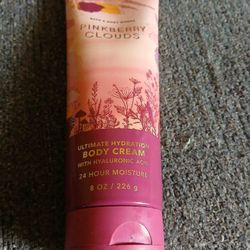 BATH & BODY WORKS
PINKBERRY
CLOUDS
ULTIMATE HYDRATION
BODY CREAM
WITH HYALURONIC ACID
24 HOUR MOISTURE
8 OZ / 226 g